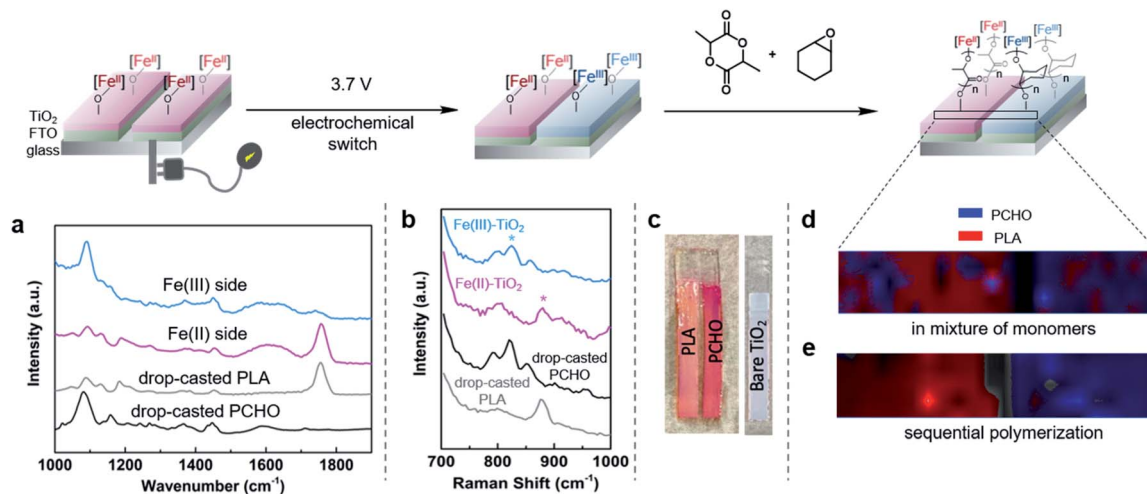 [Feᴵᴵ]
[Feᴵᴵ]
[Feᴵᴵ] [Feᴵᴵ]
O
O
O
O
TiO₂
FTO
glass
3.7 V
electrochemical
switch
[Feᴵᴵ] [Feᴵᴵᴵ]
[Feᴵᴵ] [Feᴵᴵᴵ]
O
O
O
O
O
O
O
O
+
O
[Feᴵᴵ] [Feᴵᴵᴵ]
[Feᴵᴵ] [Feᴵᴵᴵ]
O
O
O
O
n
n
n
n
a
Intensity (a.u.)
Fe(III) side
Fe(II) side
drop-casted PLA
drop-casted PCHO
1000 1200 1400 1600 1800
Wavenumber (cm⁻¹)
b
Intensity (a.u.)
Fe(III)-TiO₂
*
Fe(II)-TiO₂
*
drop-casted
PCHO
drop-casted
PLA
700 800 900 1000
Raman Shift (cm⁻¹)
c
PLA
PCHO
Bare TiO₂
d
PCHO
PLA
in mixture of monomers
e
sequential polymerization